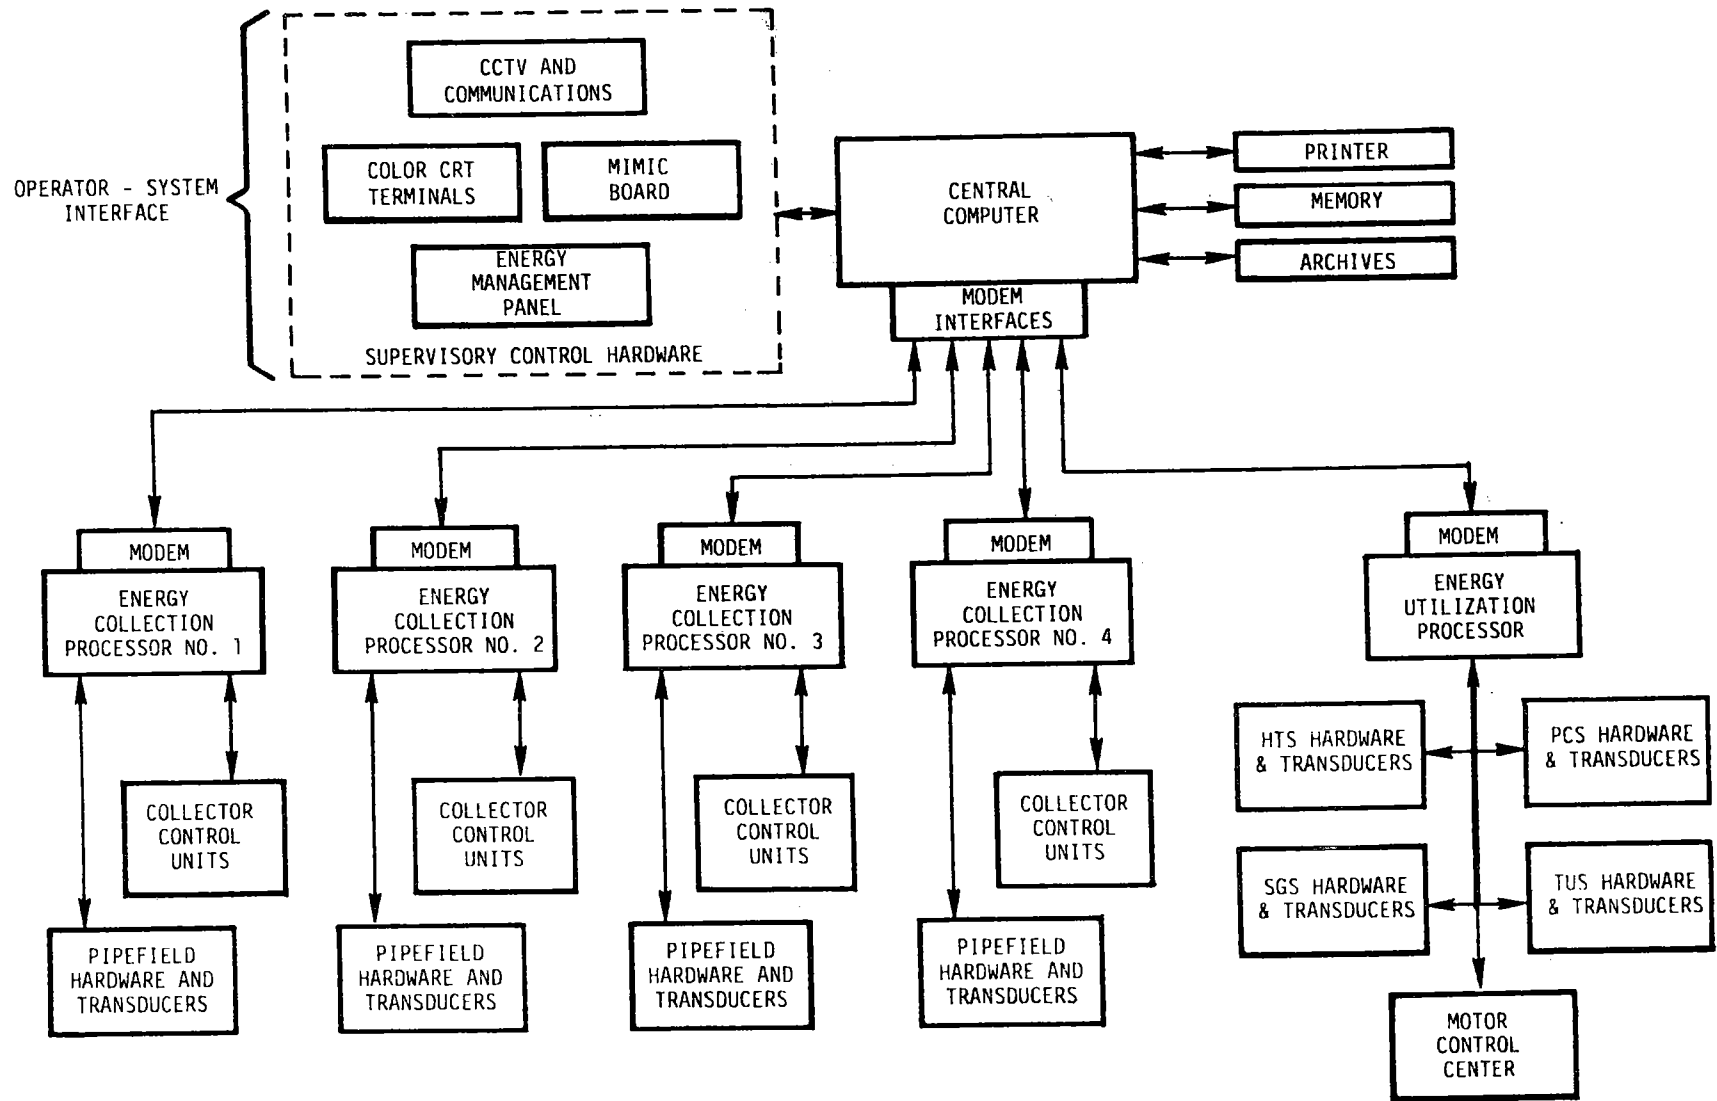 CCTV AND
COMMUNICATIONS
COLOR CRT
TERMINALS
MIMIC
BOARD
OPERATOR - SYSTEM
INTERFACE
ENERGY
MANAGEMENT
PANEL
SUPERVISORY CONTROL HARDWARE
CENTRAL
COMPUTER
PRINTER
MEMORY
ARCHIVES
MODEM
INTERFACES
MODEM
ENERGY
COLLECTION
PROCESSOR NO. 1
MODEM
ENERGY
COLLECTION
PROCESSOR NO. 2
MODEM
ENERGY
COLLECTION
PROCESSOR NO. 3
MODEM
ENERGY
COLLECTION
PROCESSOR NO. 4
MODEM
ENERGY
UTILIZATION
PROCESSOR
COLLECTOR
CONTROL
UNITS
COLLECTOR
CONTROL
UNITS
COLLECTOR
CONTROL
UNITS
COLLECTOR
CONTROL
UNITS
HTS HARDWARE
& TRANSDUCERS
PCS HARDWARE
& TRANSDUCERS
SGS HARDWARE
& TRANSDUCERS
TUS HARDWARE
& TRANSDUCERS
PIPEFIELD
HARDWARE AND
TRANSDUCERS
PIPEFIELD
HARDWARE AND
TRANSDUCERS
PIPEFIELD
HARDWARE AND
TRANSDUCERS
PIPEFIELD
HARDWARE AND
TRANSDUCERS
MOTOR
CONTROL
CENTER